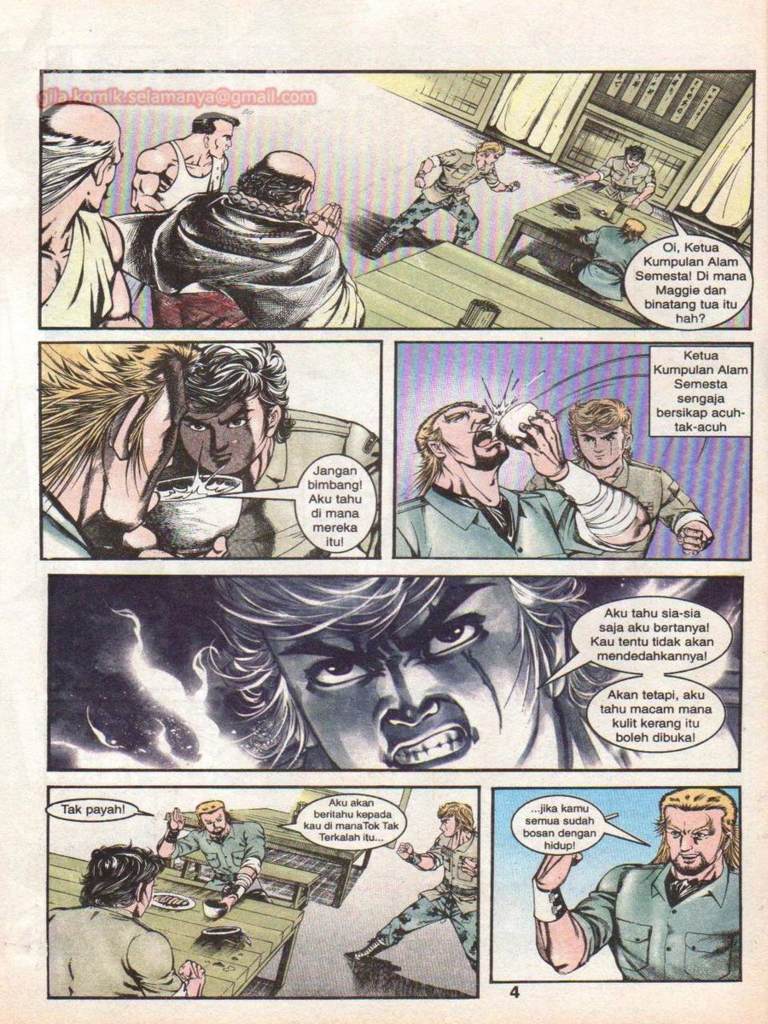 gila.komik.selamanya@gmail.com
Oi, Ketua
Kumpulan Alam
Semesta! Di mana
Maggie dan
binatang tua itu
hah?
Jangan
bimbang!
Aku tahu
di mana
mereka
itu!
Ketua
Kumpulan Alam
Semesta
sengaja
bersikap acuh-
tak-acuh
Aku tahu sia-sia
saja aku bertanya!
Kau tentu tidak akan
mendedahkannya!
Akan tetapi, aku
tahu macam mana
kulit kerang itu
boleh dibuka!
Tak payah!
Aku akan
beritahu kepada
kau di manaTok Tak
Terkalah itu...
...jika kamu
semua sudah
bosan dengan
hidup!
4